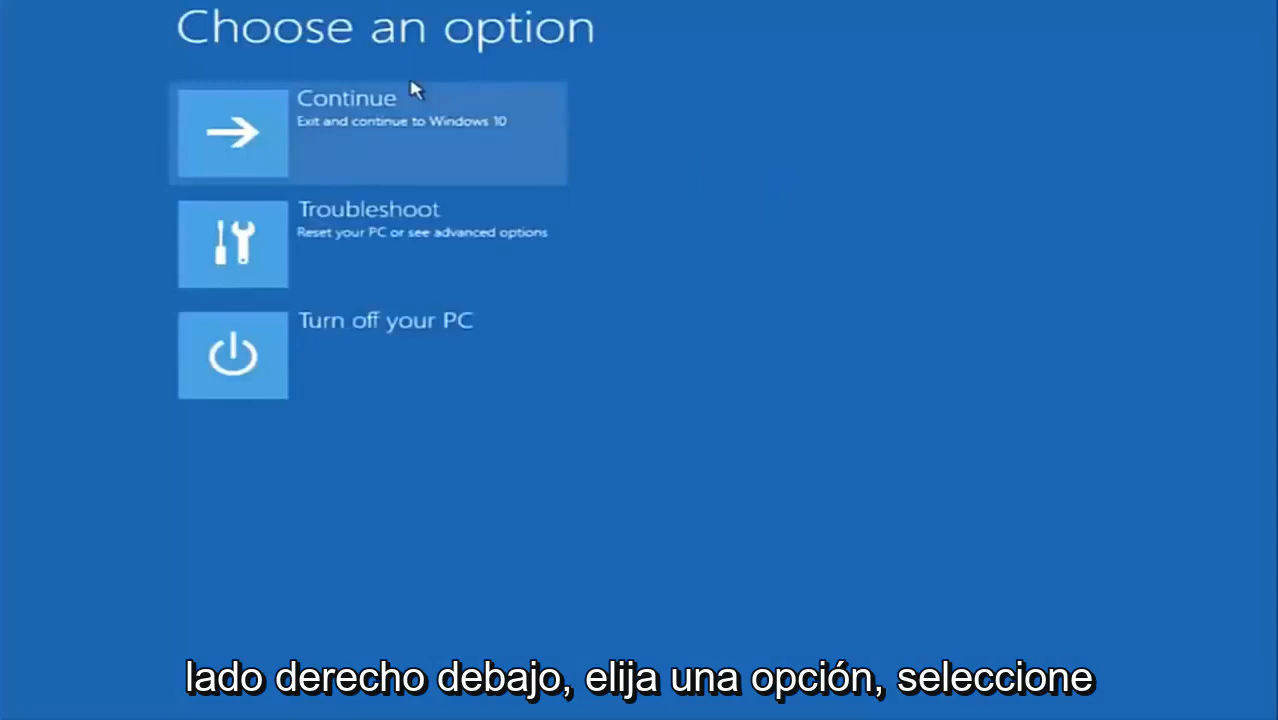 Choose an option
Continue
Exit and continue to Windows 10
Troubleshoot
Reset your PC or see advanced options
Turn off your PC
lado derecho debajo, elija una opción, seleccione